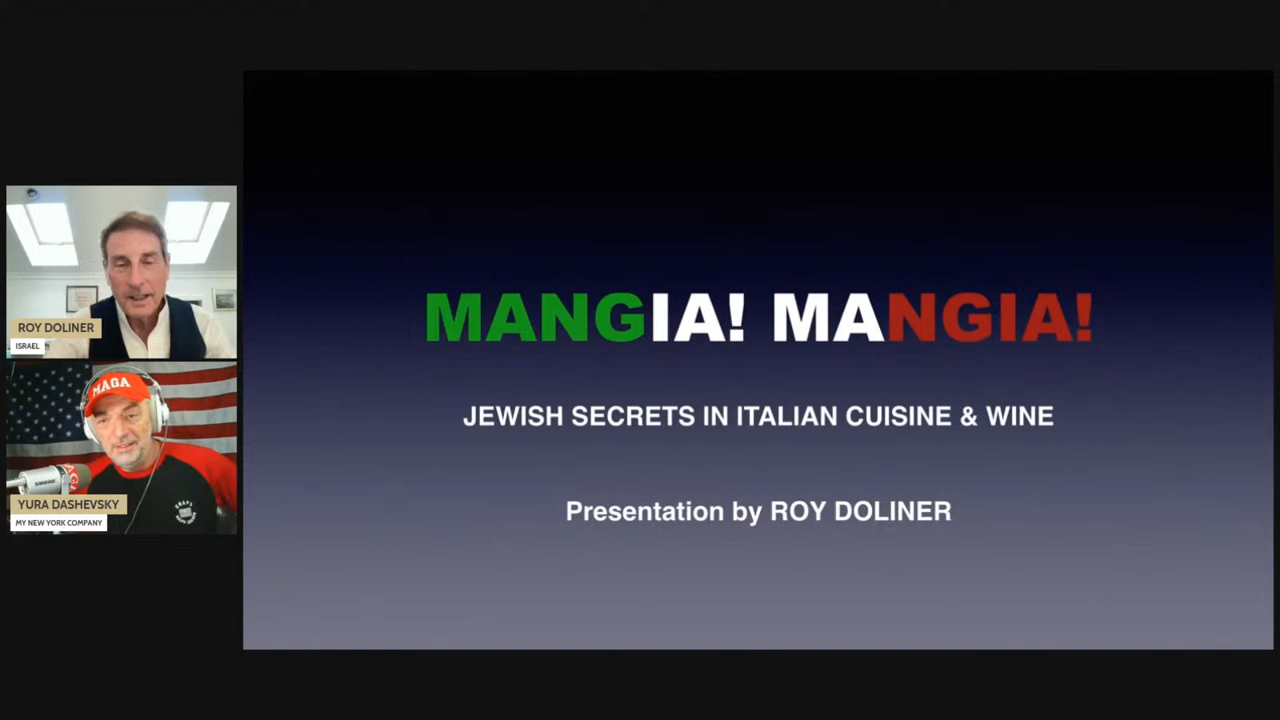 MANGIA! MANGIA!
JEWISH SECRETS IN ITALIAN CUISINE & WINE
Presentation by ROY DOLINER
ROY DOLINER
ISRAEL
MAGA
SHURE
YURA DASHEVSKY
MY NEW YORK COMPANY